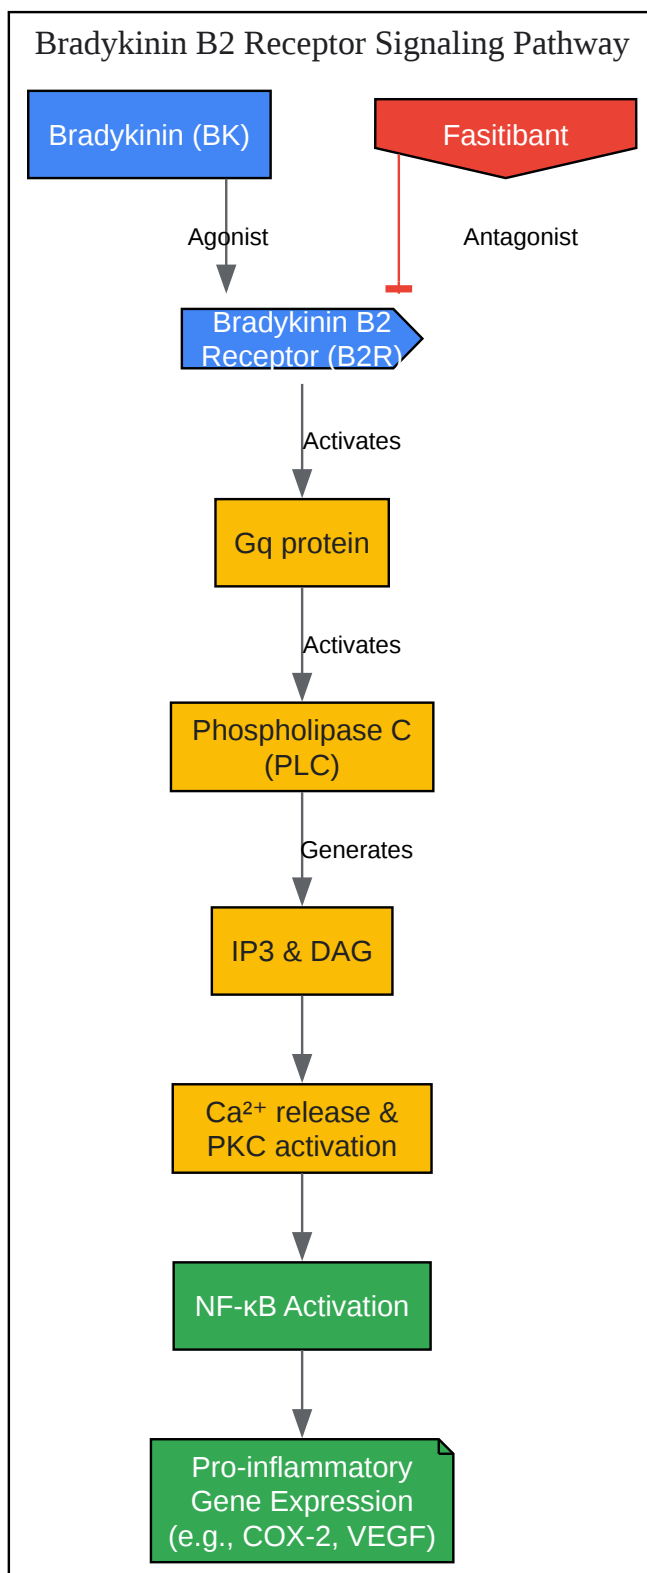 Bradykinin B2 Receptor Signaling Pathway
Bradykinin (BK)
Fasitibant
Agonist
Antagonist
Bradykinin B2
Receptor (B2R)
Activates
Gq protein
Activates
Phospholipase C
(PLC)
Generates
IP3 & DAG
Ca²⁺ release &
PKC activation
NF-κB Activation
Pro-inflammatory
Gene Expression
(e.g., COX-2, VEGF)